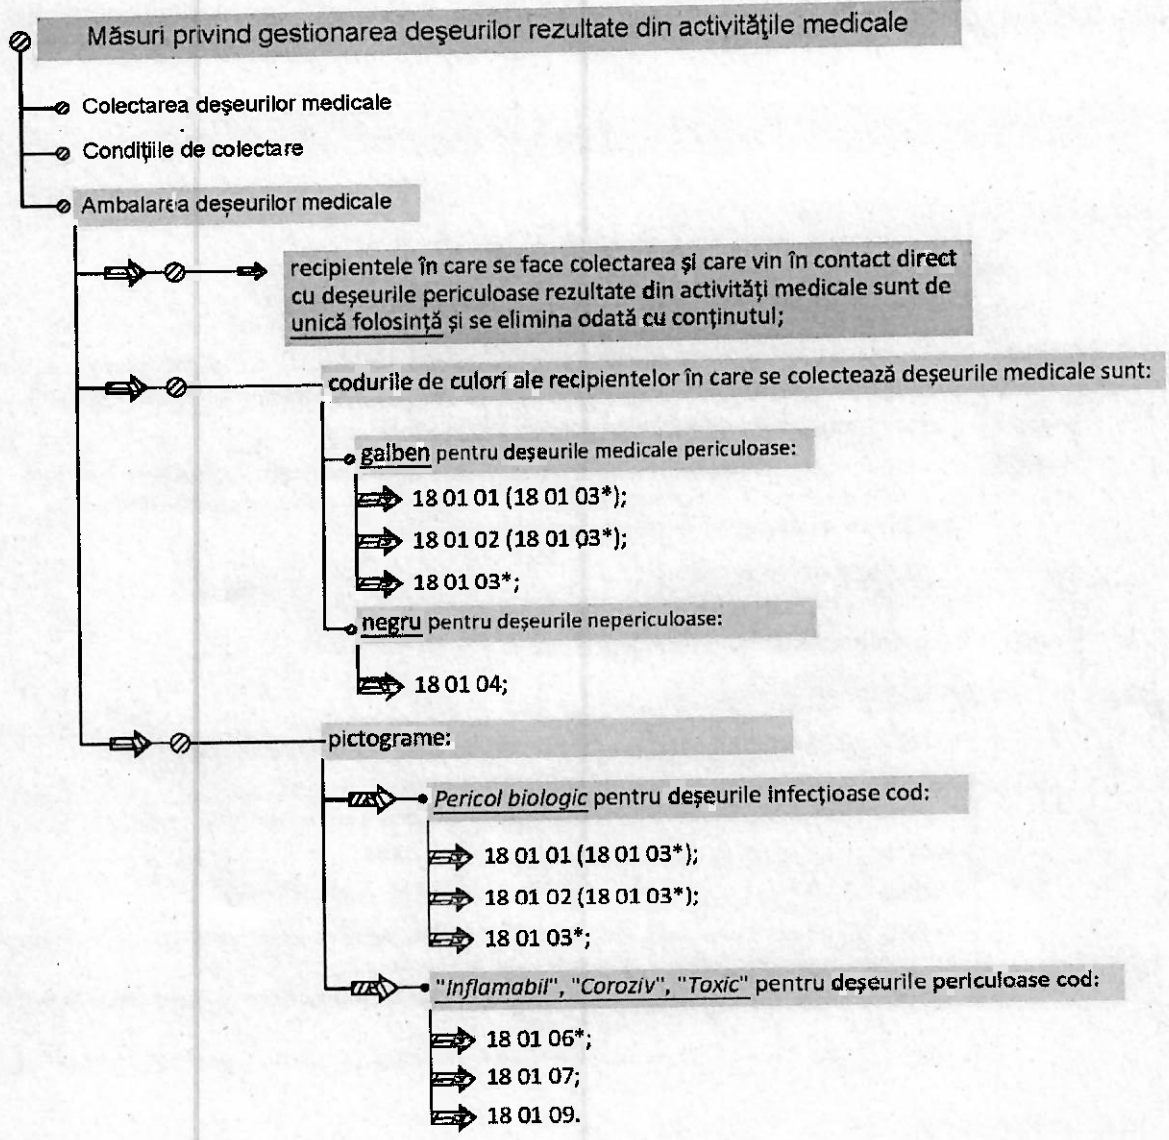 Măsuri privind gestionarea deşeurilor rezultate din activităţile medicale
Colectarea deşeurilor medicale
Condiţiile de colectare
Ambalarea deşeurilor medicale
recipientele în care se face colectarea şi care vin în contact direct
cu deşeurile periculoase rezultate din activităţi medicale sunt de
unică folosinţă şi se elimina odată cu conţinutul;
codurile de culori ale recipientelor în care se colectează deşeurile medicale sunt:
galben pentru deşeurile medicale periculoase:
18 01 01 (18 01 03*);
18 01 02 (18 01 03*);
18 01 03*;
negru pentru deşeurile nepericuloase:
18 01 04;
pictograme:
Pericol biologic pentru deşeurile infecţioase cod:
18 01 01 (18 01 03*);
18 01 02 (18 01 03*);
18 01 03*;
"Inflamabil", "Coroziv", "Toxic" pentru deşeurile periculoase cod:
18 01 06*;
18 01 07;
18 01 09.